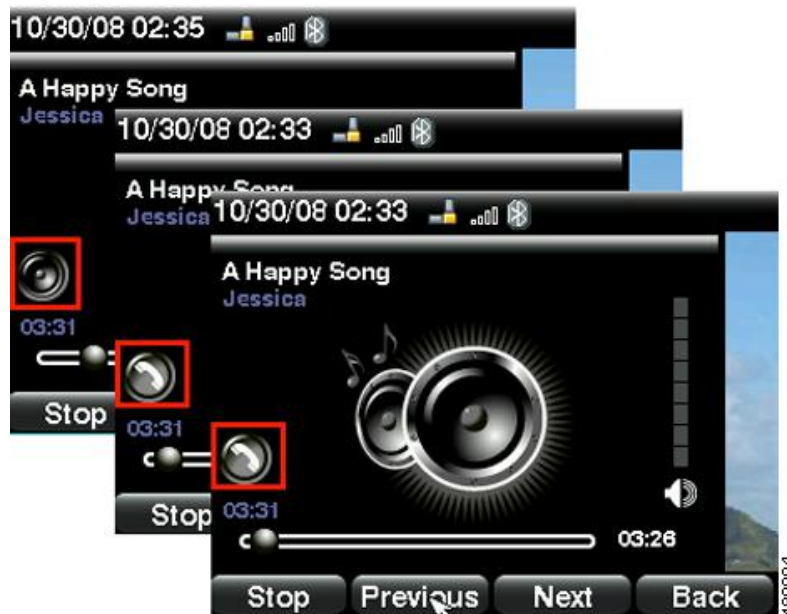 10/30/08 02:35
A Happy Song
Jessica
03:31
Stop
10/30/08 02:33
A Happy Song
Jessica
03:31
Stop
10/30/08 02:33
A Happy Song
Jessica
03:31
03:26
Stop Previous Next Back